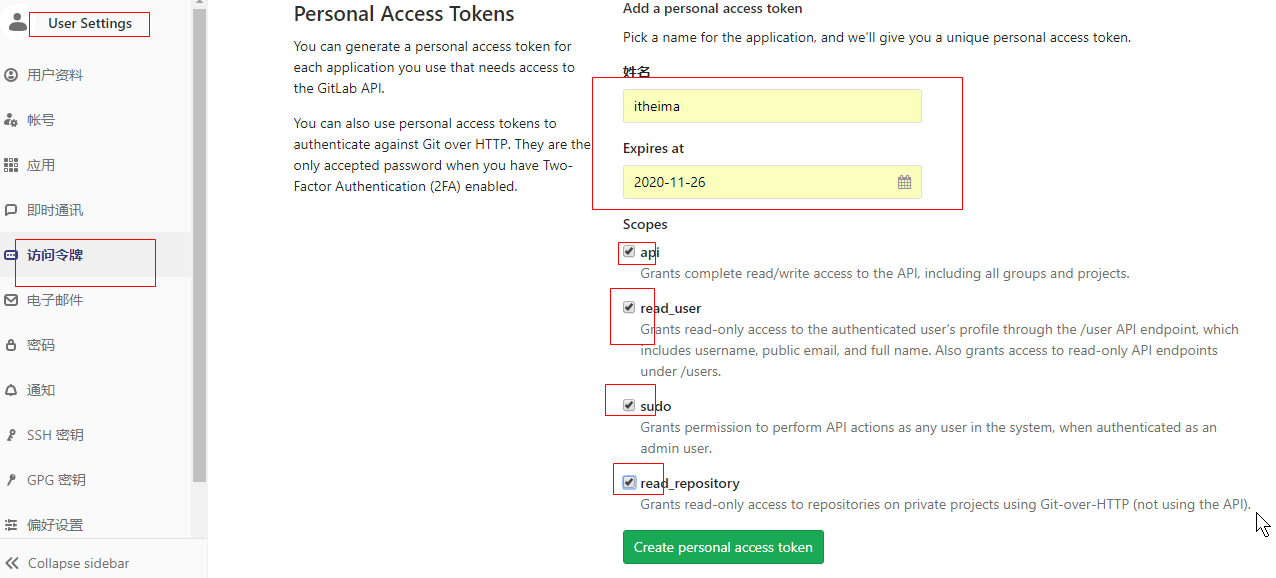 User Settings
用户资料
帐号
应用
即时通讯
访问令牌
电子邮件
密码
通知
SSH 密钥
GPG 密钥
偏好设置
Collapse sidebar
Personal Access Tokens
You can generate a personal access token for
each application you use that needs access to
the GitLab API.
You can also use personal access tokens to
authenticate against Git over HTTP. They are the
only accepted password when you have Two-
Factor Authentication (2FA) enabled.
Add a personal access token
Pick a name for the application, and we'll give you a unique personal access token.
姓名
itheima
Expires at
2020-11-26
Scopes
api
Grants complete read/write access to the API, including all groups and projects.
read_user
Grants read-only access to the authenticated user's profile through the /user API endpoint, which
includes username, public email, and full name. Also grants access to read-only API endpoints
under /users.
sudo
Grants permission to perform API actions as any user in the system, when authenticated as an
admin user.
read_repository
Grants read-only access to repositories on private projects using Git-over-HTTP (not using the API).
Create personal access token